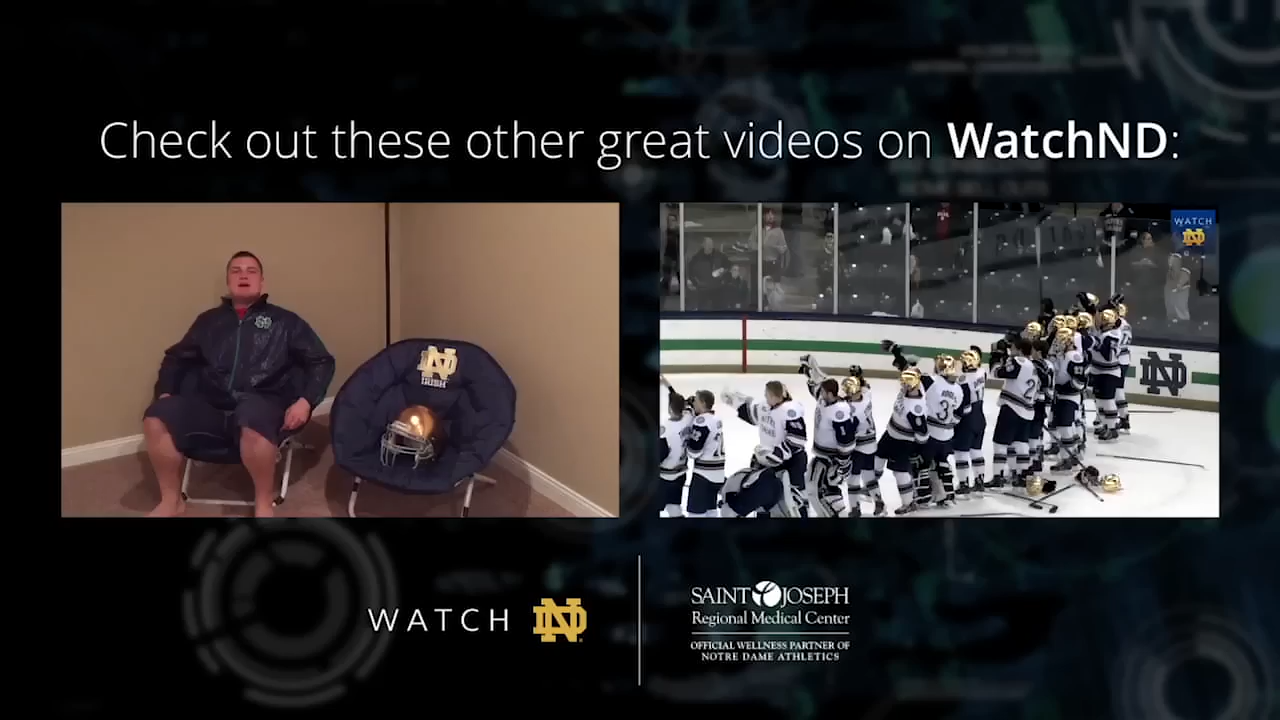 Check out these other great videos on WatchND:
WATCH
ND
ND
IRISH
ND
WATCH ND
SAINT JOSEPH
Regional Medical Center
OFFICIAL WELLNESS PARTNER OF
NOTRE DAME ATHLETICS